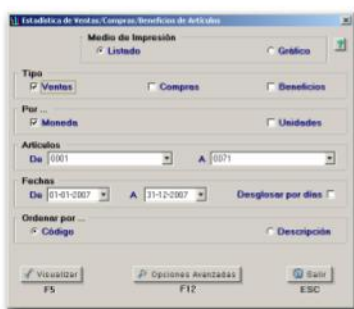 Estadística de Ventas/Compras/Beneficios de Artículos
Medio de Impresión
Listado Gráfico
Tipo
Ventas Compras Beneficios
Por ...
Moneda Unidades
Artículos
De 0001 A 0071
Fechas
De 01-01-2007 A 31-12-2007 Desglosar por días
Ordenar por ...
Código Descripción
Visualizar Opciones Avanzadas Salir
F5 F12 ESC